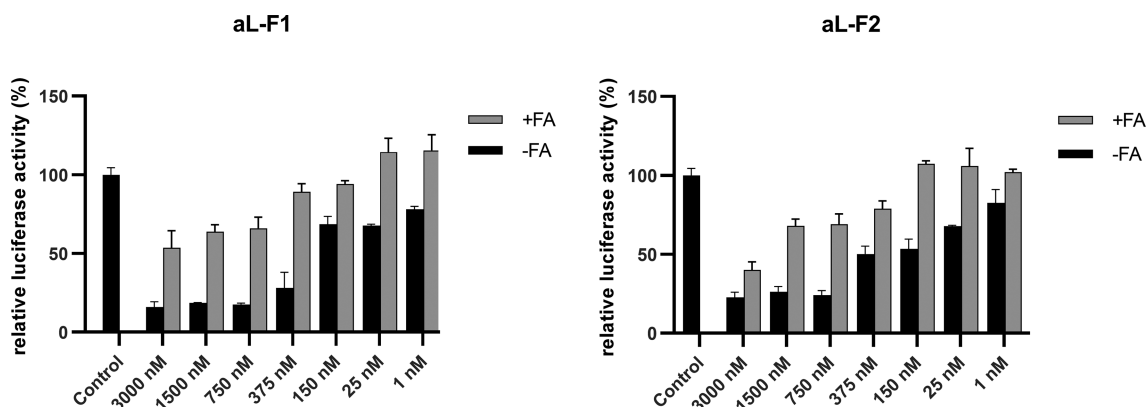 aL-F1
relative luciferase activity (%)
150
100
50
0
Control
3000 nM
1500 nM
750 nM
375 nM
150 nM
25 nM
1 nM
+FA
-FA
aL-F2
relative luciferase activity (%)
150
100
50
0
Control
3000 nM
1500 nM
750 nM
375 nM
150 nM
25 nM
1 nM
+FA
-FA